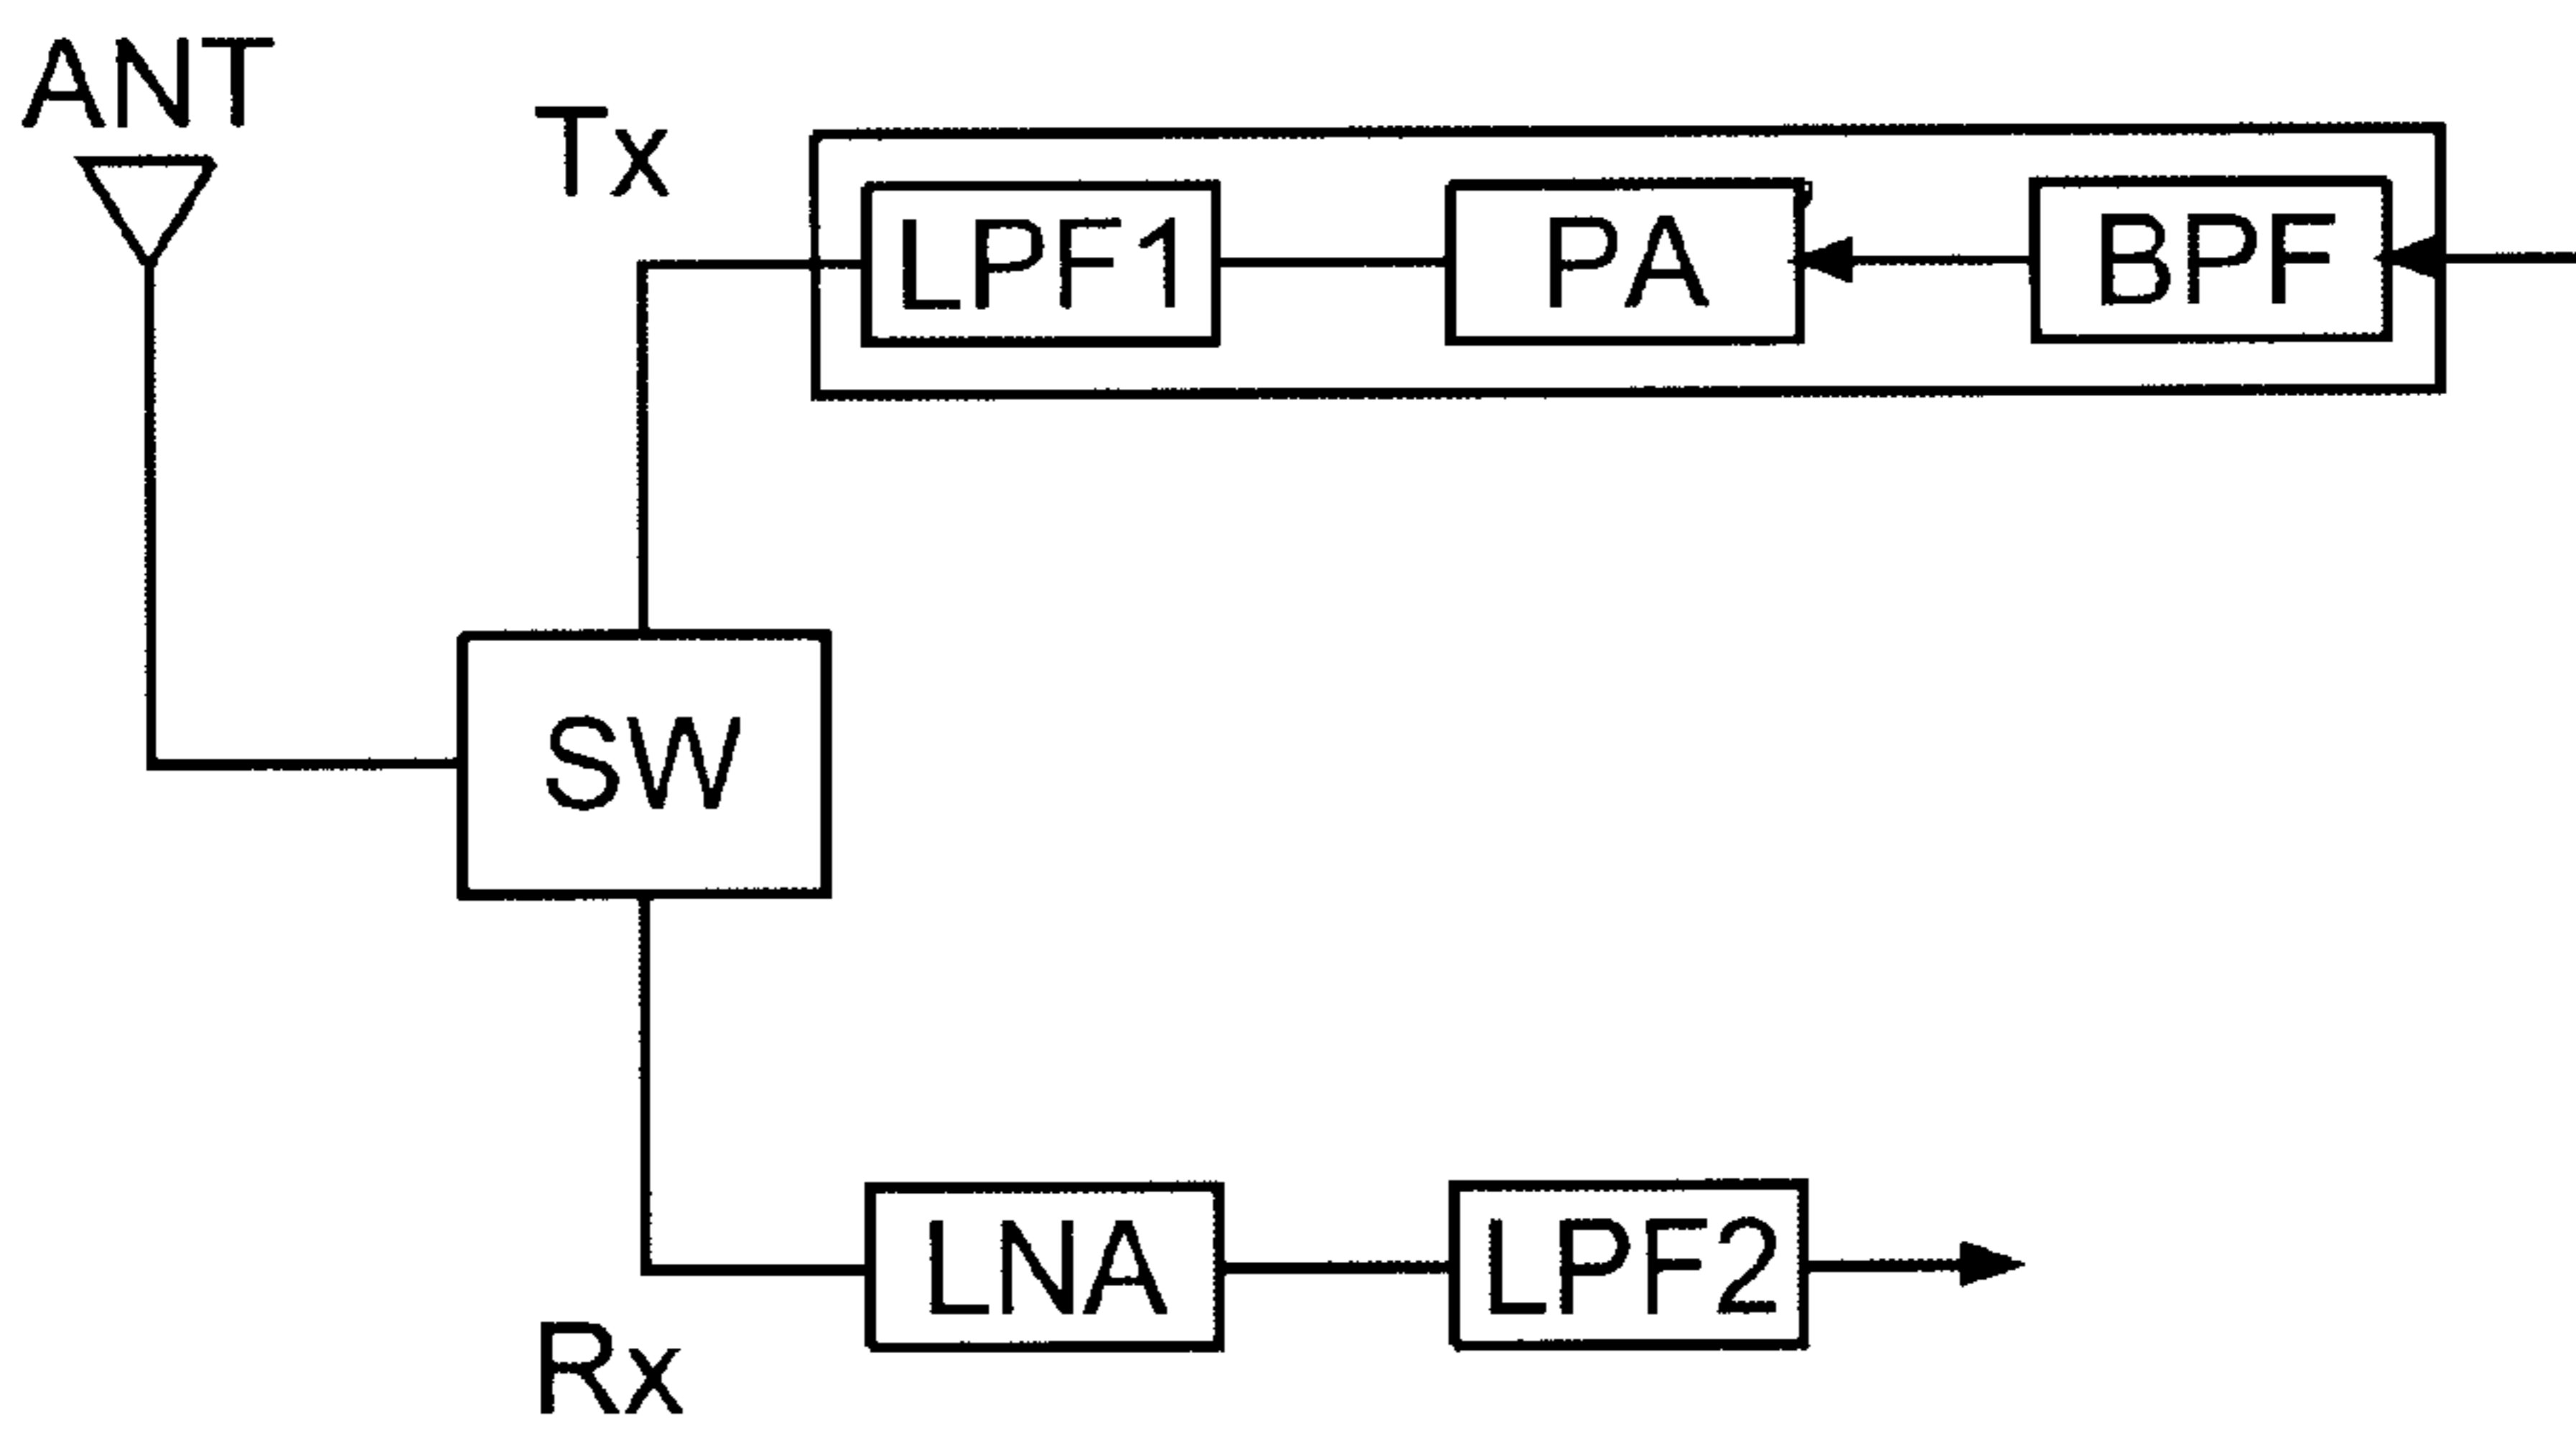 ANT
Tx
LPF1
PA
BPF
SW
LNA
LPF2
Rx